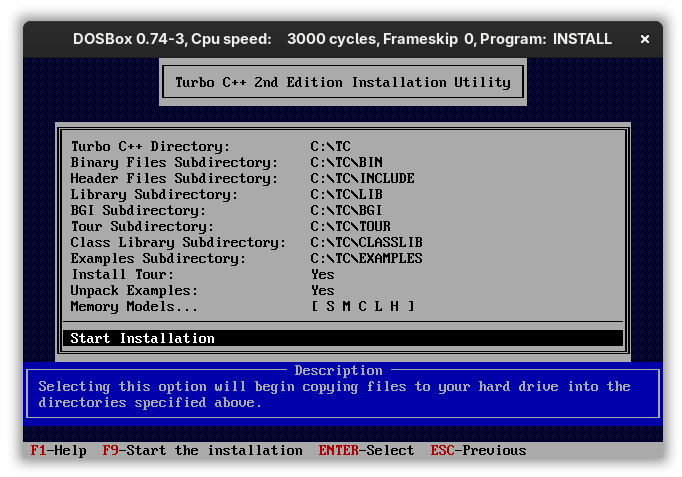 DOSBox 0.74-3, Cpu speed: 3000 cycles, Frameskip 0, Program: INSTALL ×
Turbo C++ 2nd Edition Installation Utility
Turbo C++ Directory: C:\TC
Binary Files Subdirectory: C:\TC\BIN
Header Files Subdirectory: C:\TC\INCLUDE
Library Subdirectory: C:\TC\LIB
BGI Subdirectory: C:\TC\BGI
Tour Subdirectory: C:\TC\TOUR
Class Library Subdirectory: C:\TC\CLASSLIB
Examples Subdirectory: C:\TC\EXAMPLES
Install Tour: Yes
Unpack Examples: Yes
Memory Models... [ S M C L H ]
Start Installation
Description
Selecting this option will begin copying files to your hard drive into the
directories specified above.
F1-Help F9-Start the installation ENTER-Select ESC-Previous